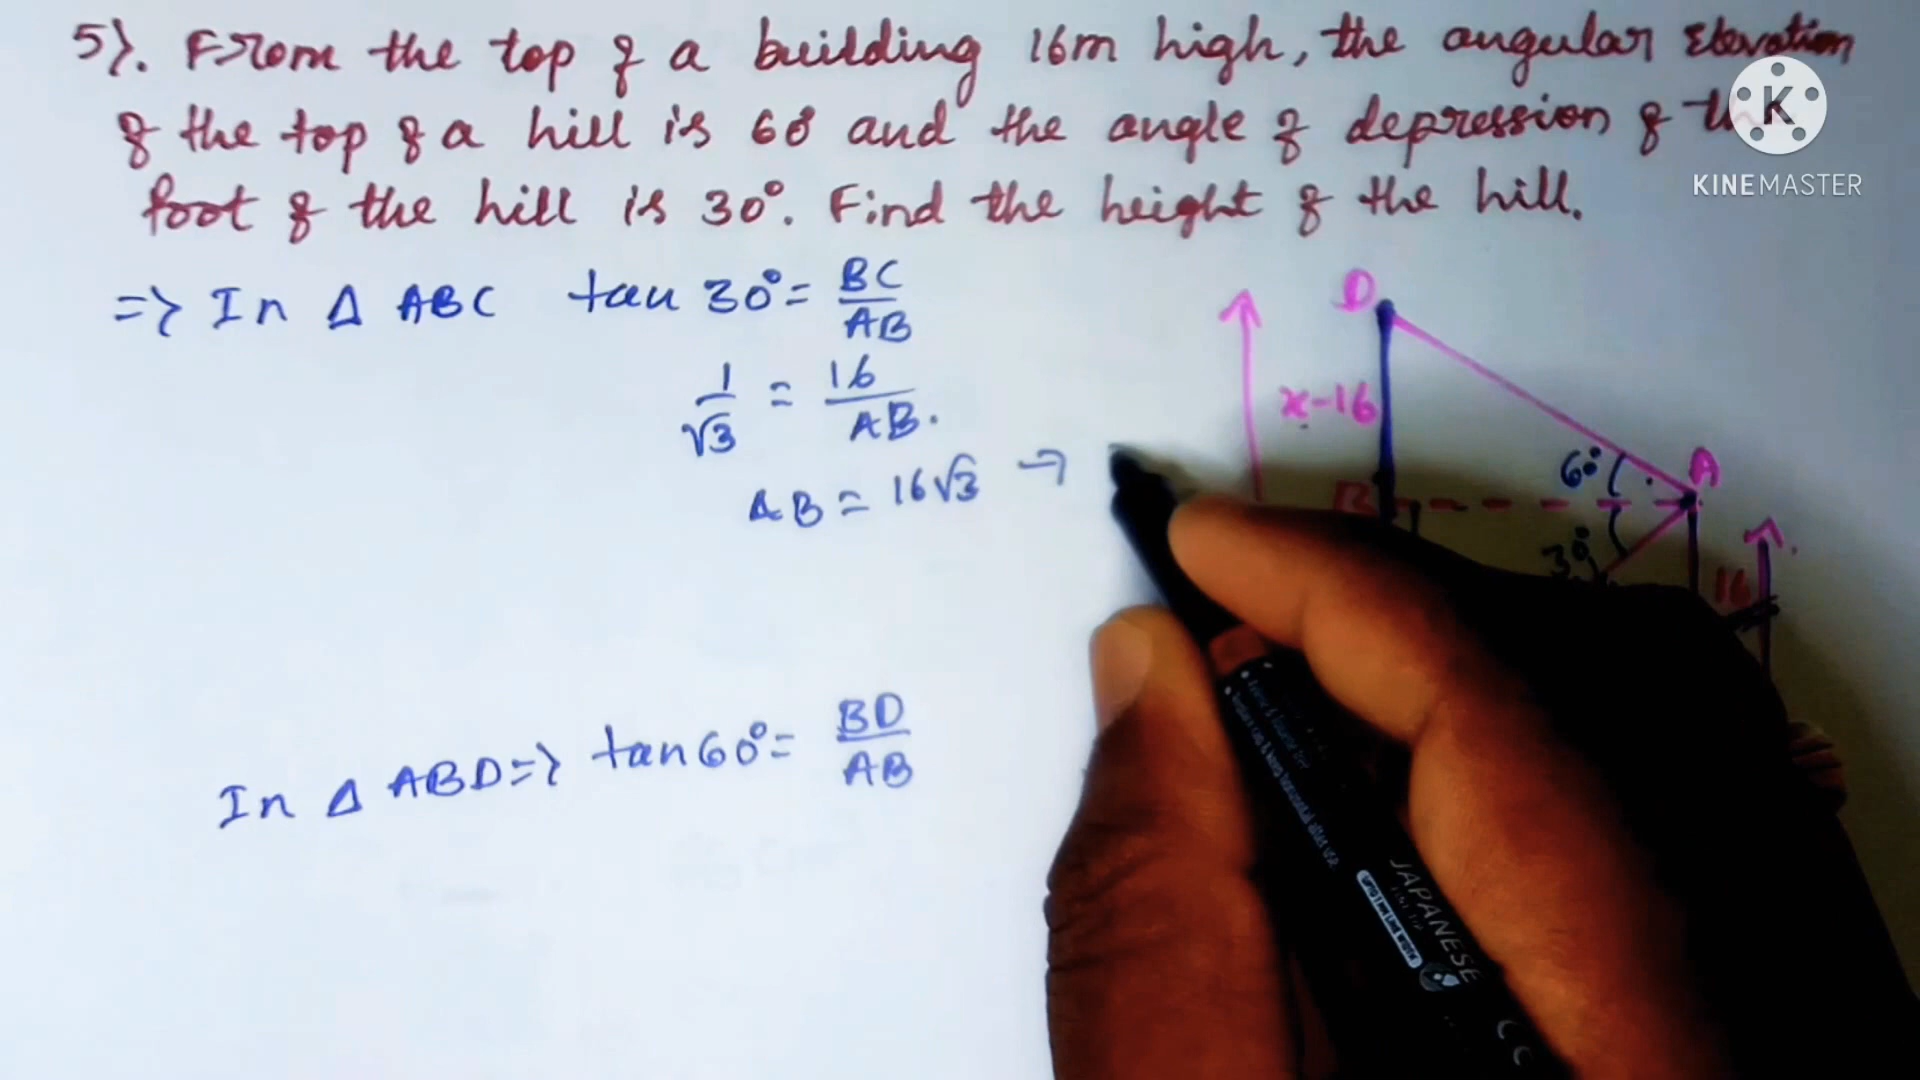 5). From the top of a building 16m high, the angular Elevation
of the top of a hill is 60° and the angle of depression of
foot of the hill is 30°. Find the height of the hill.
K
KINEMASTER
=> In Δ ABC tan 30° = BC/AB
1/√3 = 16/AB.
AB = 16√3 →
In Δ ABD => tan 60° = BD/AB
D
x-16
60°
A
B
30°
16
JAPANESE